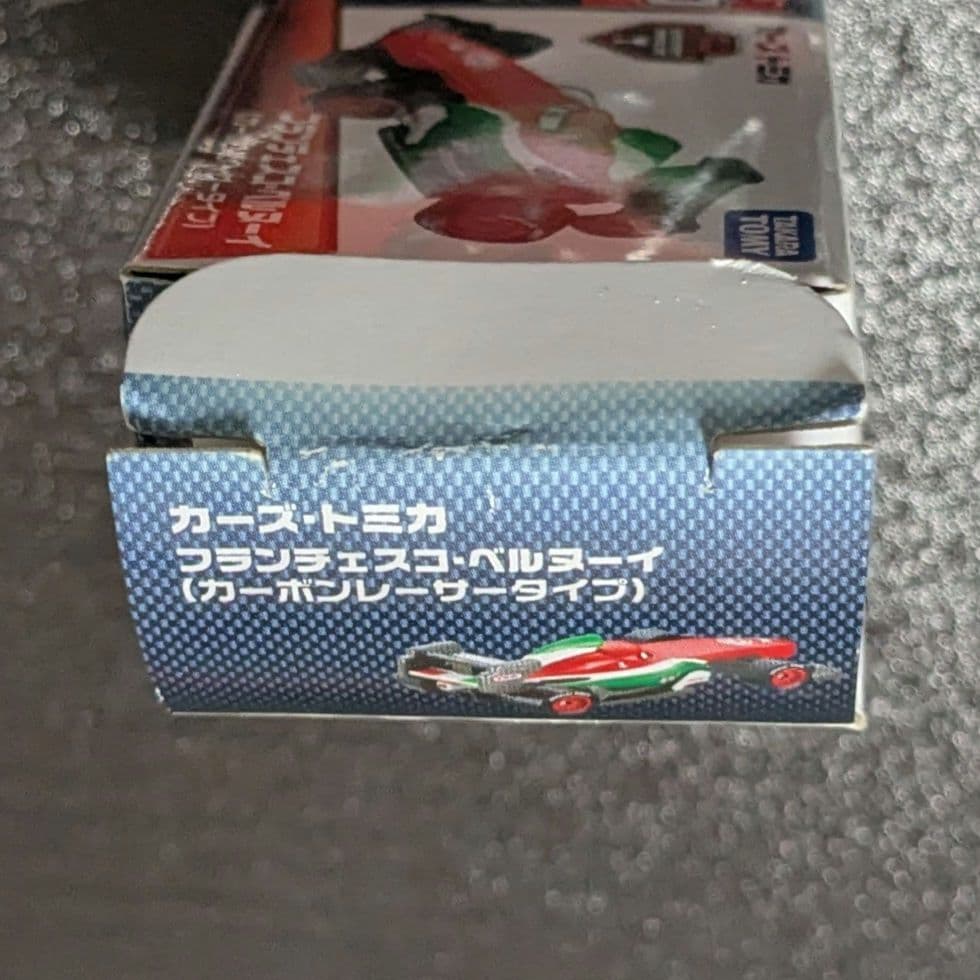 カーズ・トミカ
フランチェスコ・ベルヌーイ
(カーボンレーサータイプ)
TAKARA
TOMY